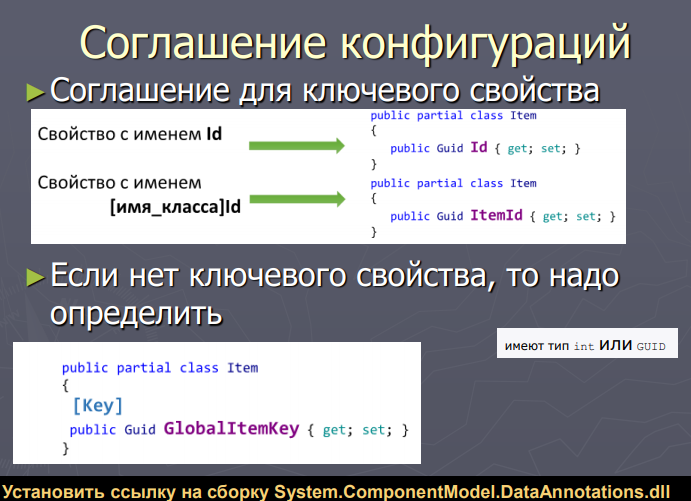 Соглашение конфигураций
Соглашение для ключевого свойства
Свойство с именем Id
public partial class Item
{
public Guid Id { get; set; }
}
Свойство с именем
[имя_класса]Id
public partial class Item
{
public Guid ItemId { get; set; }
}
Если нет ключевого свойства, то надо
определить
имеют тип int или GUID
public partial class Item
{
[Key]
public Guid GlobalItemKey { get; set; }
}
Установить ссылку на сборку System.ComponentModel.DataAnnotations.dll